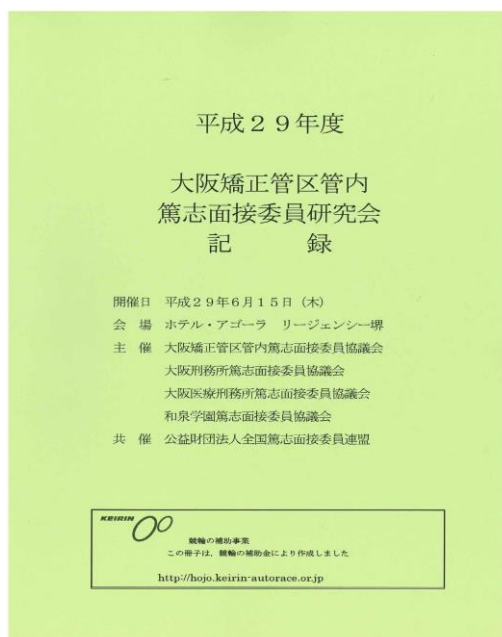 平成２９年度
大阪矯正管区管内
篤志面接委員研究会
記　　　録
開催日　平成２９年６月１５日（木）
会　場　ホテル・アゴーラ　リージェンシー堺
主　催　大阪矯正管区管内篤志面接委員協議会
大阪刑務所篤志面接委員協議会
大阪医療刑務所篤志面接委員協議会
和泉学園篤志面接委員協議会
共　催　公益財団法人全国篤志面接委員連盟
KEIRIN
競輪の補助事業
この冊子は、競輪の補助金により作成しました
http://hojo.keirin-autorace.or.jp